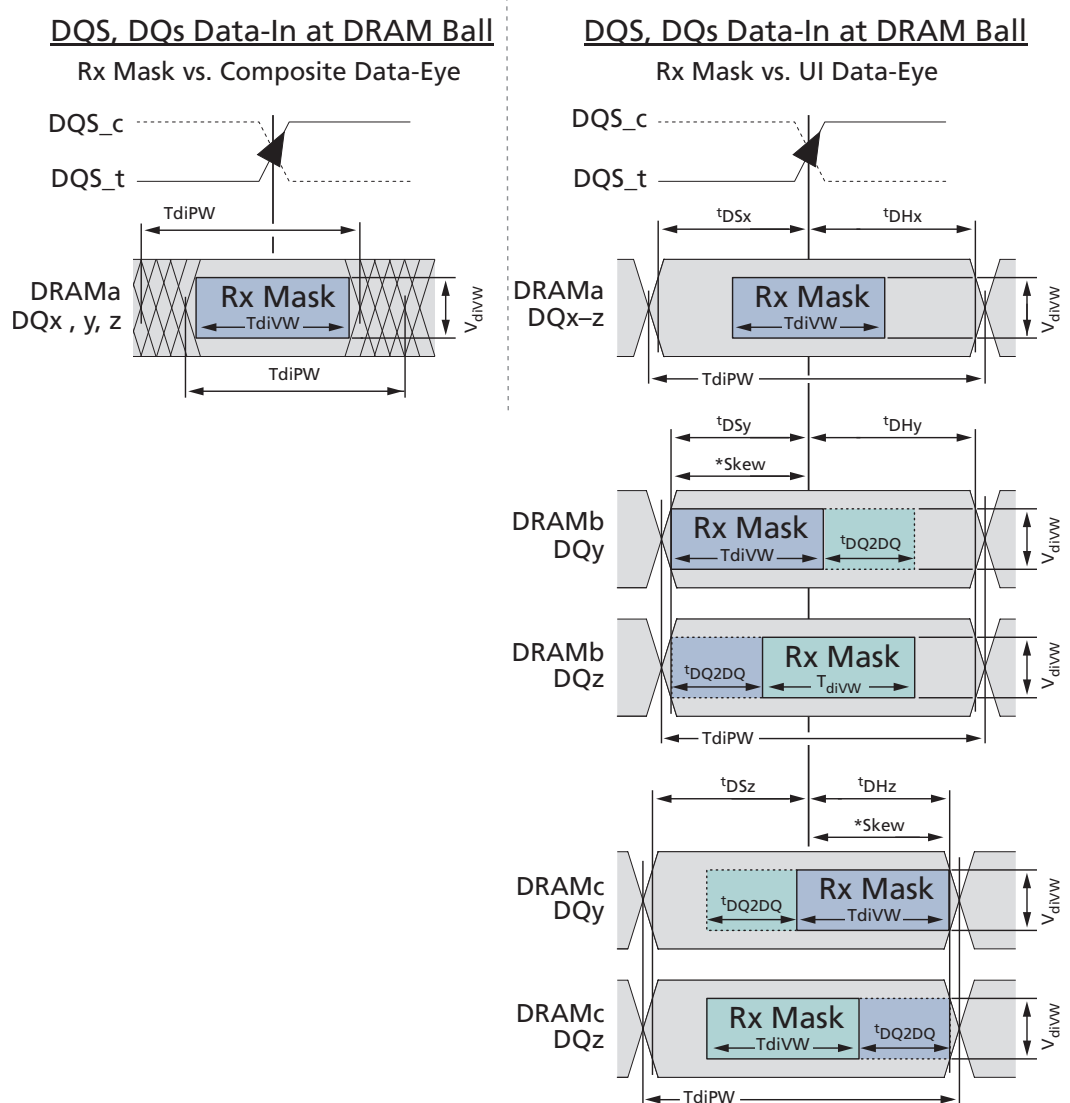 DQS, DQs Data-In at DRAM Ball
Rx Mask vs. Composite Data-Eye
DQS_c
DQS_t
TdiPW
DRAMa
DQx , y, z
Rx Mask
TdiVW
VdiVW
TdiPW
DQS, DQs Data-In at DRAM Ball
Rx Mask vs. UI Data-Eye
DQS_c
DQS_t
tDSx
tDHx
DRAMa
DQx–z
Rx Mask
TdiVW
VdiVW
TdiPW
tDSy
tDHy
*Skew
DRAMb
DQy
Rx Mask
TdiVW
tDQ2DQ
VdiVW
DRAMb
DQz
tDQ2DQ
Rx Mask
TdiVW
VdiVW
TdiPW
tDSz
tDHz
*Skew
DRAMc
DQy
tDQ2DQ
Rx Mask
TdiVW
VdiVW
DRAMc
DQz
Rx Mask
TdiVW
tDQ2DQ
VdiVW
TdiPW